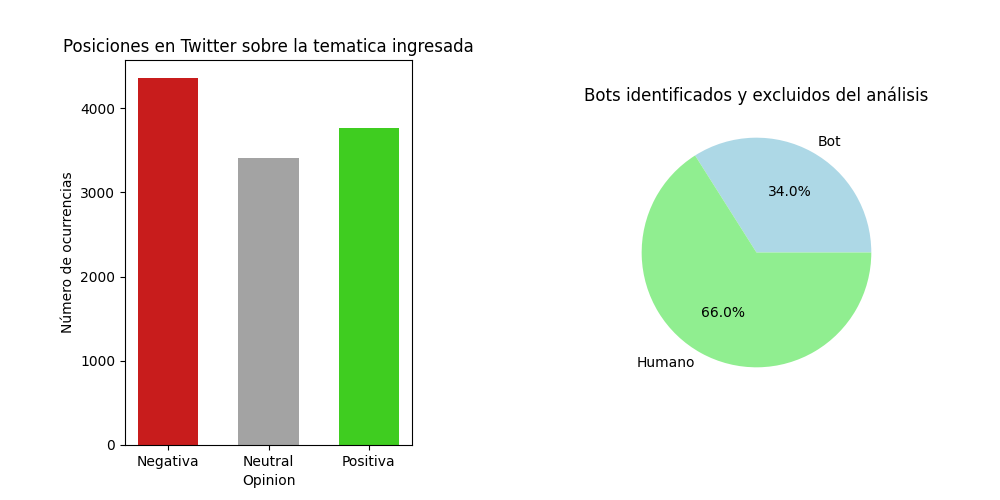 Posiciones en Twitter sobre la tematica ingresada
Número de ocurrencias
4000
3000
2000
1000
0
Negativa
Neutral
Positiva
Opinion
Bots identificados y excluidos del análisis
Bot
34.0%
66.0%
Humano